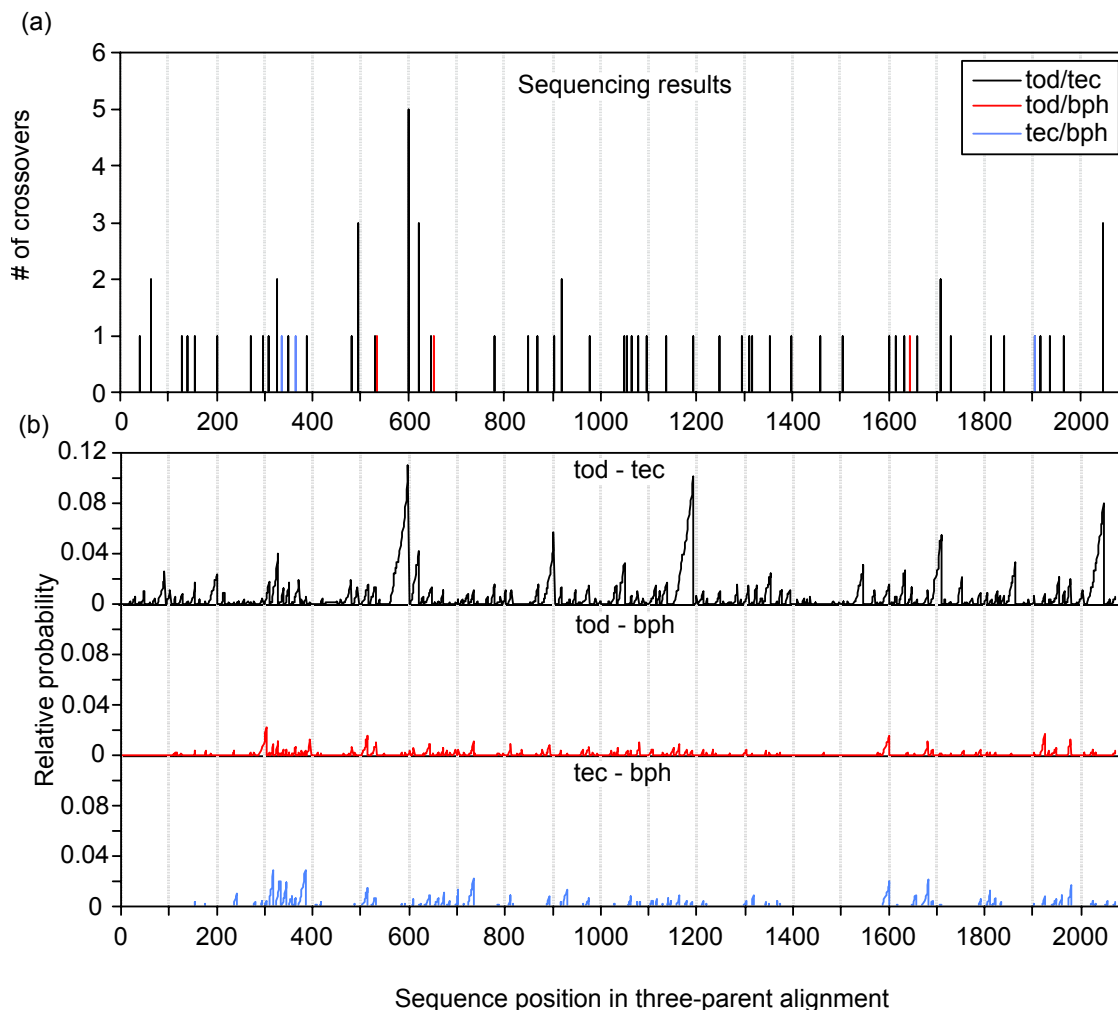 (a)
6
5
4
3
2
1
0
# of crossovers
Sequencing results
tod/tec
tod/bph
tec/bph
0 200 400 600 800 1000 1200 1400 1600 1800 2000
(b)
0.12
0.08
0.04
0
tod - tec
0.08
0.04
0
tod - bph
0.08
0.04
0
tec - bph
Relative probability
0 200 400 600 800 1000 1200 1400 1600 1800 2000
Sequence position in three-parent alignment